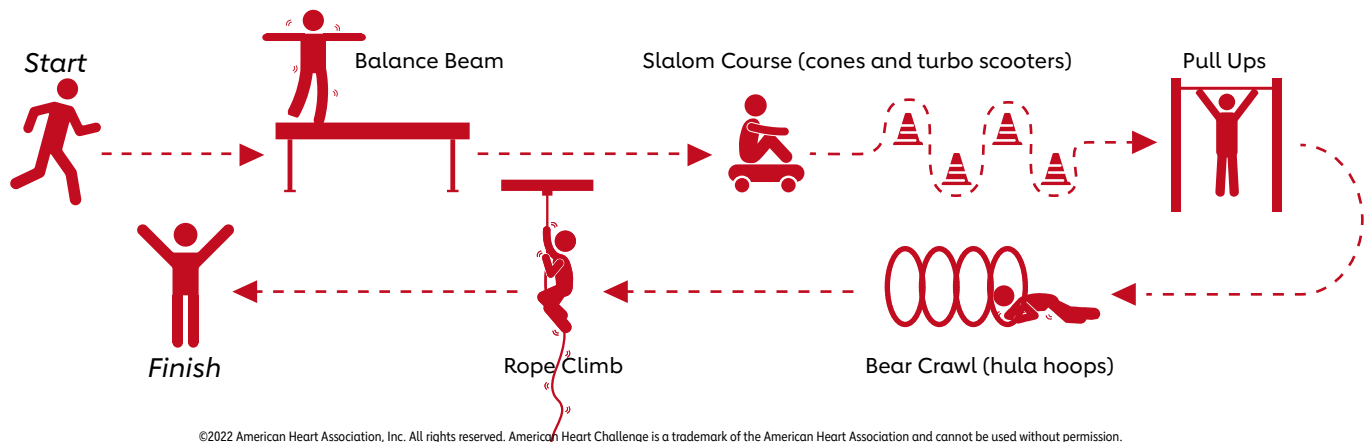 Start
Balance Beam
Slalom Course (cones and turbo scooters)
Pull Ups
Bear Crawl (hula hoops)
Rope Climb
Finish
©2022 American Heart Association, Inc. All rights reserved. American Heart Challenge is a trademark of the American Heart Association and cannot be used without permission.